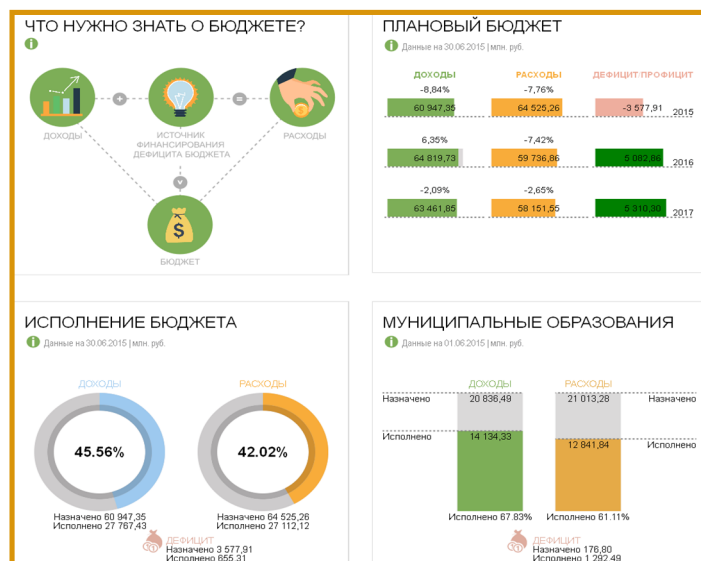 ЧТО НУЖНО ЗНАТЬ О БЮДЖЕТЕ?
i
+
=
ДОХОДЫ
ИСТОЧНИК
ФИНАНСИРОВАНИЯ
ДЕФИЦИТА БЮДЖЕТА
РАСХОДЫ
$
БЮДЖЕТ
ПЛАНОВЫЙ БЮДЖЕТ
i Данные на 30.06.2015 | млн. руб.
ДОХОДЫ РАСХОДЫ ДЕФИЦИТ/ПРОФИЦИТ
-8,84% -7,76%
60 947,35 64 525,26 -3 577,91 2015
6,35% -7,42%
64 819,73 59 736,86 5 082,86 2016
-2,09% -2,65%
63 461,85 58 151,55 5 310,30 2017
ИСПОЛНЕНИЕ БЮДЖЕТА
i Данные на 30.06.2015 | млн. руб.
ДОХОДЫ РАСХОДЫ
45.56% 42.02%
Назначено 60 947,35 Назначено 64 525,26
Исполнено 27 767,43 Исполнено 27 112,12
ДЕФИЦИТ
Назначено 3 577,91
Исполнено 655,31
МУНИЦИПАЛЬНЫЕ ОБРАЗОВАНИЯ
i Данные на 01.06.2015 | млн. руб.
ДОХОДЫ РАСХОДЫ
Назначено 20 836,49 21 013,28 Назначено
Исполнено 14 134,33 12 841,84 Исполнено
Исполнено 67.83% Исполнено 61.11%
ДЕФИЦИТ
Назначено 176,80
Исполнено 1 292,49